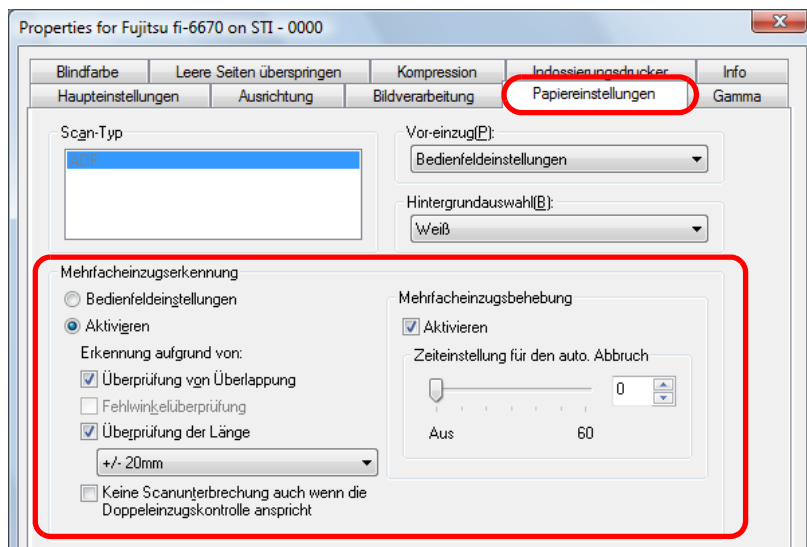 Properties for Fujitsu fi-6670 on STI - 0000
Blindfarbe
Leere Seiten überspringen
Kompression
Indossierungsdrucker
Info
Haupteinstellungen
Ausrichtung
Bildverarbeitung
Papiereinstellungen
Gamma
Scan-Typ
ADF
Vor-einzug(P):
Bedienfeldeinstellungen
Hintergrundauswahl(B):
Weiß
Mehrfacheinzugserkennung
Bedienfeldeinstellungen
Aktivieren
Erkennung aufgrund von:
Überprüfung von Überlappung
Fehlwinkelüberprüfung
Überprüfung der Länge
+/- 20mm
Keine Scanunterbrechung auch wenn die
Doppeleinzugskontrolle anspricht
Mehrfacheinzugsbehebung
Aktivieren
Zeiteinstellung für den auto. Abbruch
0
Aus
60